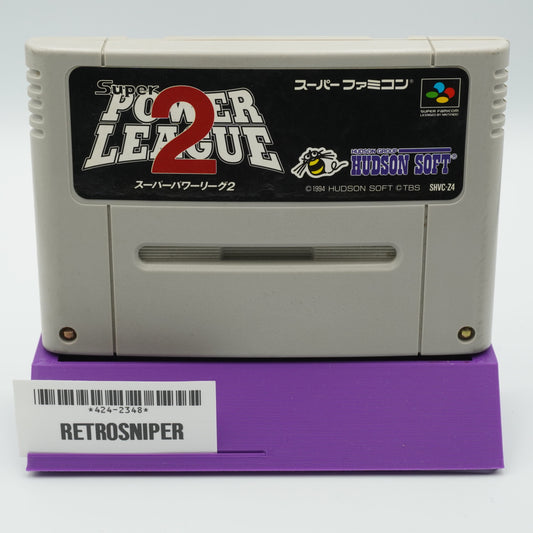 Super
POWER
LEAGUE
2
スーパーパワーリーグ2
スーパーファミコン®
SUPER FAMICOM
LICENSED BY NINTENDO
HUDSON GROUP
HUDSON SOFT®
©1994 HUDSON SOFT ©TBS
SHVC-Z4
*424-2348*
RETROSNIPER